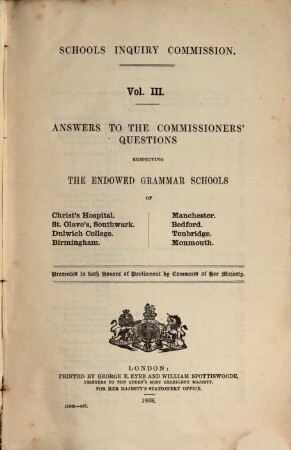 SCHOOLS INQUIRY COMMISSION.
Vol. III.
ANSWERS TO THE COMMISSIONERS'
QUESTIONS
RESPECTING
THE ENDOWED GRAMMAR SCHOOLS
OF
Christ's Hospital.
St. Olave's, Southwark.
Dulwich College.
Birmingham.
Manchester.
Bedford.
Tonbridge.
Monmouth.
Presented to both Houses of Parliament by Command of Her Majesty.
LONDON:
PRINTED BY GEORGE E. EYRE AND WILLIAM SPOTTISWOODE,
PRINTERS TO THE QUEEN'S MOST EXCELLENT MAJESTY.
FOR HER MAJESTY'S STATIONERY OFFICE.
1868.